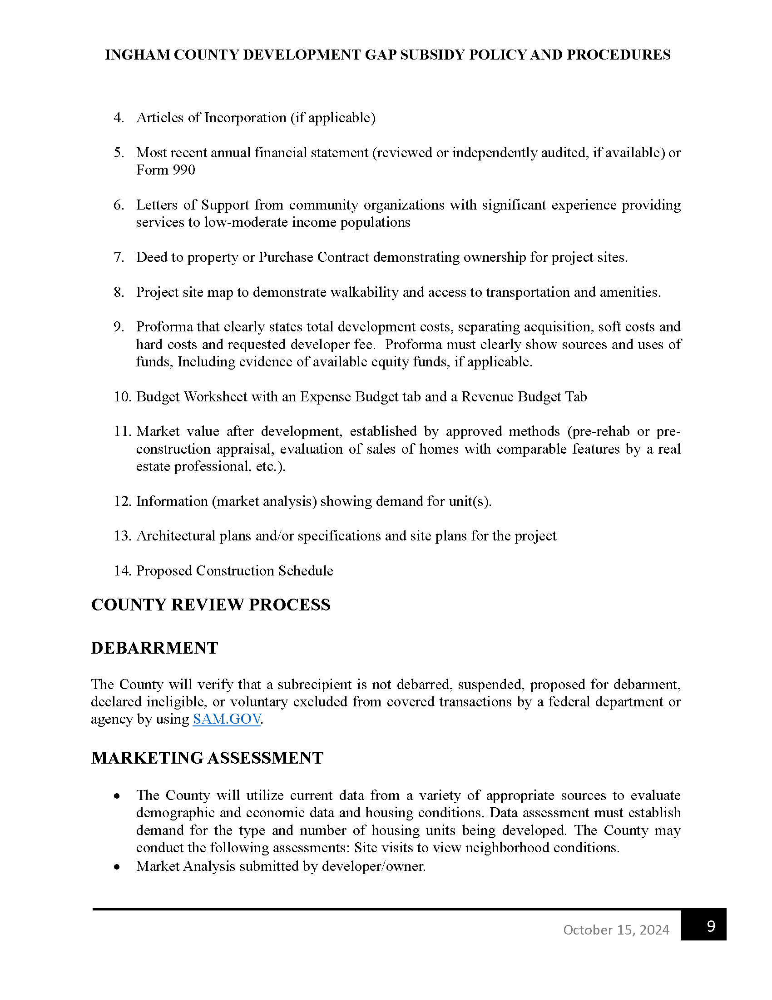 INGHAM COUNTY DEVELOPMENT GAP SUBSIDY POLICY AND PROCEDURES
4. Articles of Incorporation (if applicable)
5. Most recent annual financial statement (reviewed or independently audited, if available) or
Form 990
6. Letters of Support from community organizations with significant experience providing
services to low-moderate income populations
7. Deed to property or Purchase Contract demonstrating ownership for project sites.
8. Project site map to demonstrate walkability and access to transportation and amenities.
9. Proforma that clearly states total development costs, separating acquisition, soft costs and
hard costs and requested developer fee.  Proforma must clearly show sources and uses of
funds, Including evidence of available equity funds, if applicable.
10. Budget Worksheet with an Expense Budget tab and a Revenue Budget Tab
11. Market value after development, established by approved methods (pre-rehab or pre-
construction appraisal, evaluation of sales of homes with comparable features by a real
estate professional, etc.).
12. Information (market analysis) showing demand for unit(s).
13. Architectural plans and/or specifications and site plans for the project
14. Proposed Construction Schedule
COUNTY REVIEW PROCESS
DEBARRMENT
The County will verify that a subrecipient is not debarred, suspended, proposed for debarment,
declared ineligible, or voluntary excluded from covered transactions by a federal department or
agency by using SAM.GOV.
MARKETING ASSESSMENT
• The County will utilize current data from a variety of appropriate sources to evaluate
demographic and economic data and housing conditions. Data assessment must establish
demand for the type and number of housing units being developed. The County may
conduct the following assessments: Site visits to view neighborhood conditions.
• Market Analysis submitted by developer/owner.
October 15, 2024 9